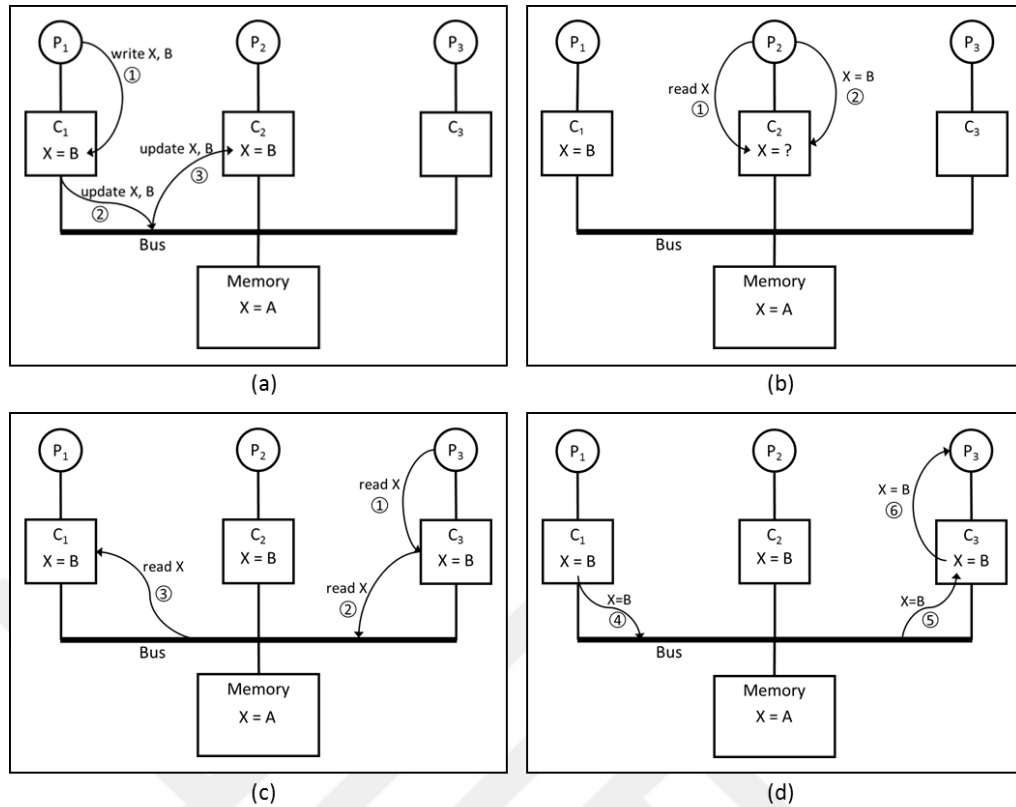 P₁ P₂ P₃
write X, B
①
C₁ C₂ C₃
X = B X = B
update X, B
③
update X, B
②
Bus
Memory
X = A
(a)
P₁ P₂ P₃
read X X = B
① ②
C₁ C₂ C₃
X = B X = ?
Bus
Memory
X = A
(b)
P₁ P₂ P₃
read X
①
C₁ C₂ C₃
X = B X = B X = B
read X read X
③ ②
Bus
Memory
X = A
(c)
P₁ P₂ P₃
X = B
⑥
C₁ C₂ C₃
X = B X = B X = B
X=B X=B
④ ⑤
Bus
Memory
X = A
(d)